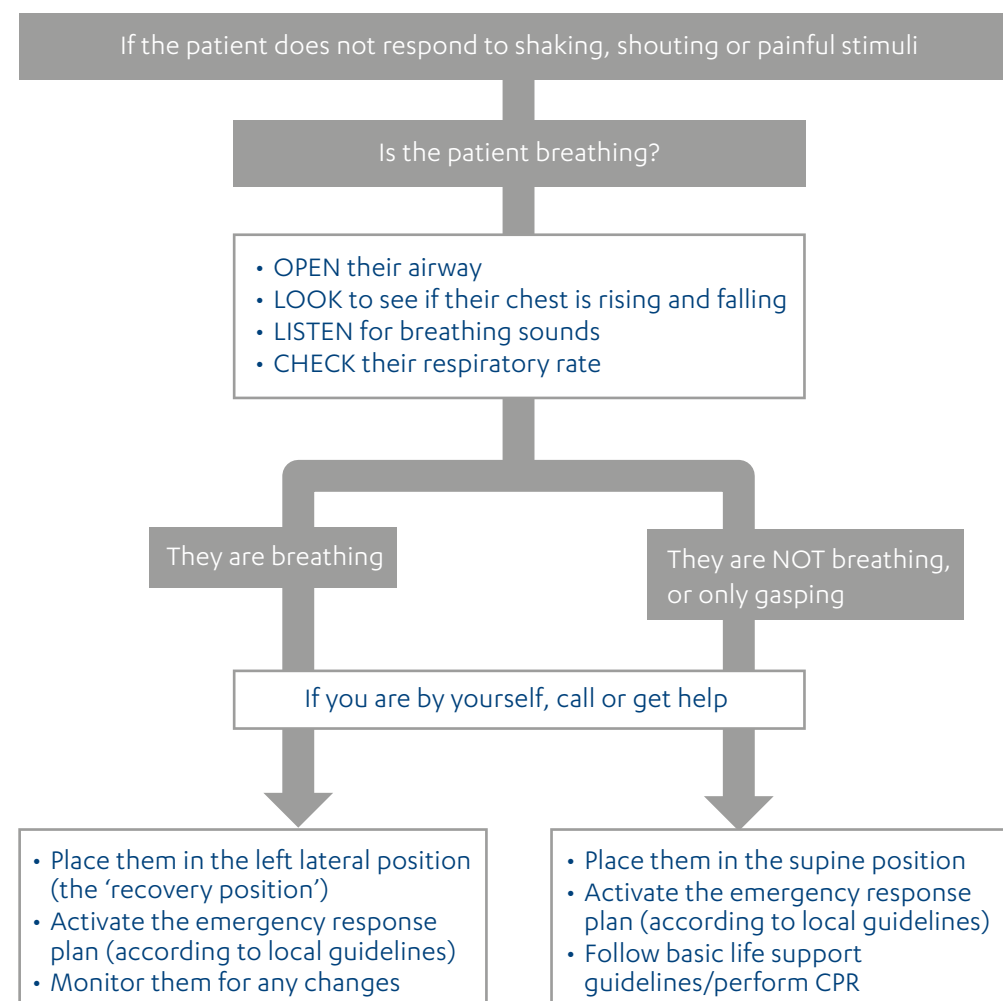 If the patient does not respond to shaking, shouting or painful stimuli
Is the patient breathing?
• OPEN their airway
• LOOK to see if their chest is rising and falling
• LISTEN for breathing sounds
• CHECK their respiratory rate
They are breathing
They are NOT breathing,
or only gasping
If you are by yourself, call or get help
• Place them in the left lateral position
(the ‘recovery position’)
• Activate the emergency response
plan (according to local guidelines)
• Monitor them for any changes
• Place them in the supine position
• Activate the emergency response
plan (according to local guidelines)
• Follow basic life support
guidelines/perform CPR